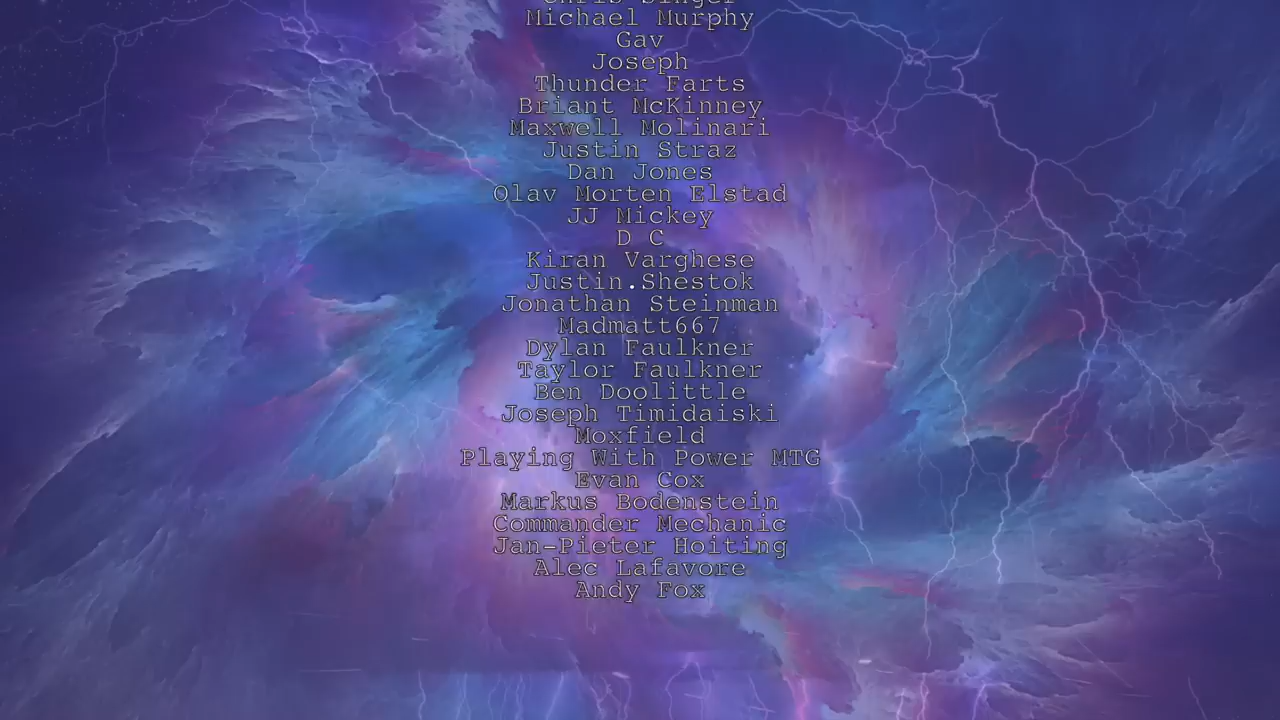 Chris Singer
Michael Murphy
Gav
Joseph
Thunder Farts
Briant McKinney
Maxwell Molinari
Justin Straz
Dan Jones
Olav Morten Elstad
JJ Mickey
D C
Kiran Varghese
Justin.Shestok
Jonathan Steinman
Madmatt667
Dylan Faulkner
Taylor Faulkner
Ben Doolittle
Joseph Timidaiski
Moxfield
Playing With Power MTG
Evan Cox
Markus Bodenstein
Commander Mechanic
Jan-Pieter Hoiting
Alec Lafavore
Andy Fox